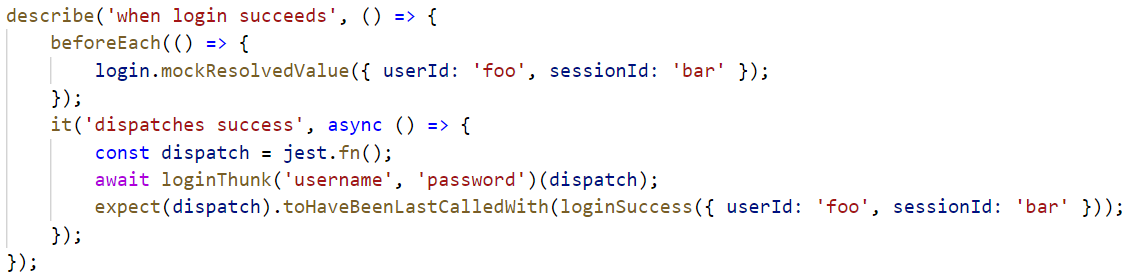 describe('when login succeeds', () => {
    beforeEach(() => {
        login.mockResolvedValue({ userId: 'foo', sessionId: 'bar' });
    });
    it('dispatches success', async () => {
        const dispatch = jest.fn();
        await loginThunk('username', 'password')(dispatch);
        expect(dispatch).toHaveBeenLastCalledWith(loginSuccess({ userId: 'foo', sessionId: 'bar' }));
    });
});